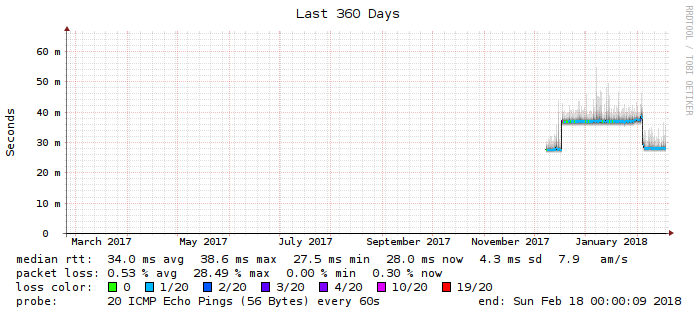 Last 360 Days
RRDTOOL / TOBI OETIKER
Seconds
60 m
50 m
40 m
30 m
20 m
10 m
0
March 2017 May 2017 July 2017 September 2017 November 2017 January 2018
median rtt: 34.0 ms avg 38.6 ms max 27.5 ms min 28.0 ms now 4.3 ms sd 7.9 am/s
packet loss: 0.53 % avg 28.49 % max 0.00 % min 0.30 % now
loss color: 0 1/20 2/20 3/20 4/20 10/20 19/20
probe: 20 ICMP Echo Pings (56 Bytes) every 60s end: Sun Feb 18 00:00:09 2018